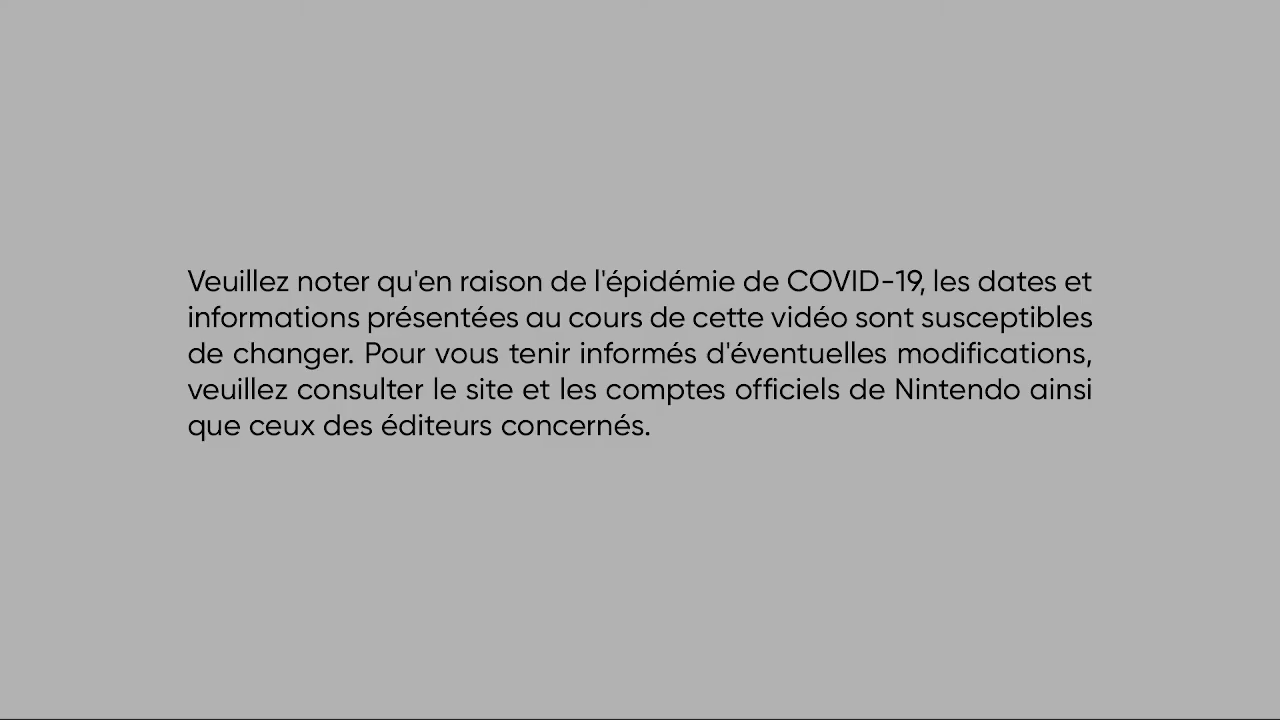 Veuillez noter qu'en raison de l'épidémie de COVID-19, les dates et
informations présentées au cours de cette vidéo sont susceptibles
de changer. Pour vous tenir informés d'éventuelles modifications,
veuillez consulter le site et les comptes officiels de Nintendo ainsi
que ceux des éditeurs concernés.